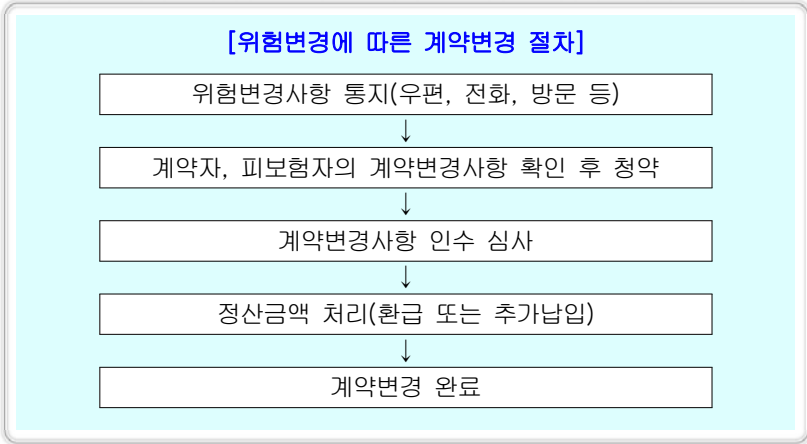 [위험변경에 따른 계약변경 절차]
위험변경사항 통지(우편, 전화, 방문 등)
↓
계약자, 피보험자의 계약변경사항 확인 후 청약
↓
계약변경사항 인수 심사
↓
정산금액 처리(환급 또는 추가납입)
↓
계약변경 완료